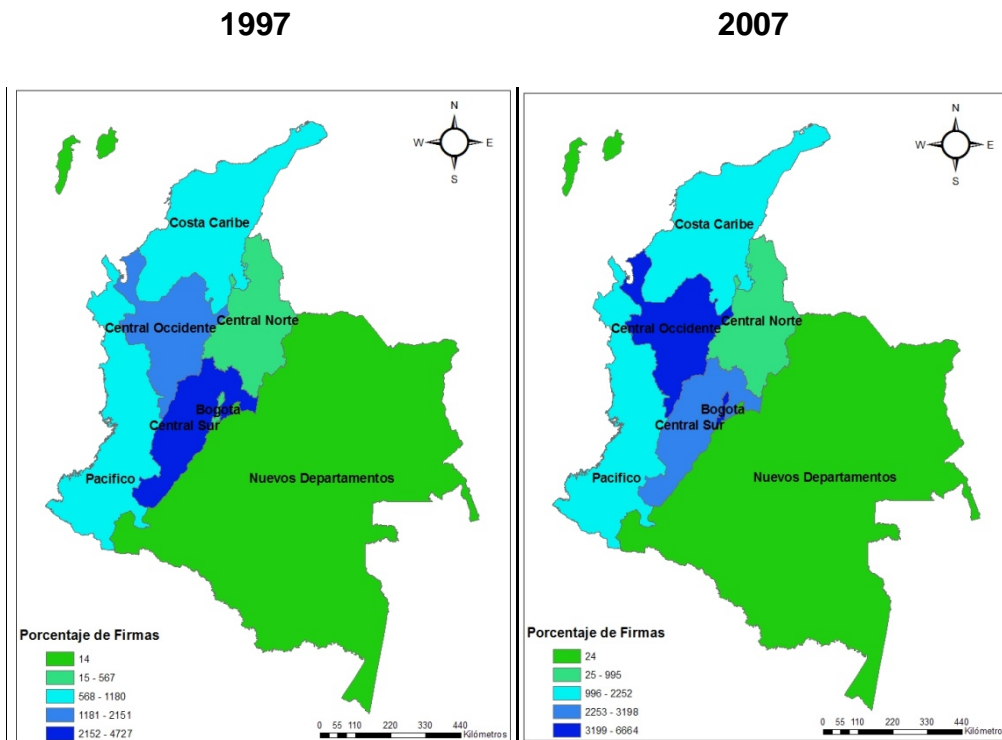 1997
2007
N
W E
S
Costa Caribe
Central Occidente
Central Norte
Bogota
Central Sur
Pacifico
Nuevos Departamentos
Porcentaje de Firmas
14
15 - 567
568 - 1180
1181 - 2151
2152 - 4727
0 55 110 220 330 440
Kilómetros
N
W E
S
Costa Caribe
Central Occidente
Central Norte
Bogota
Central Sur
Pacifico
Nuevos Departamentos
Porcentaje de Firmas
24
25 - 995
996 - 2252
2253 - 3198
3199 - 6664
0 55 110 220 330 440
Kilómetros